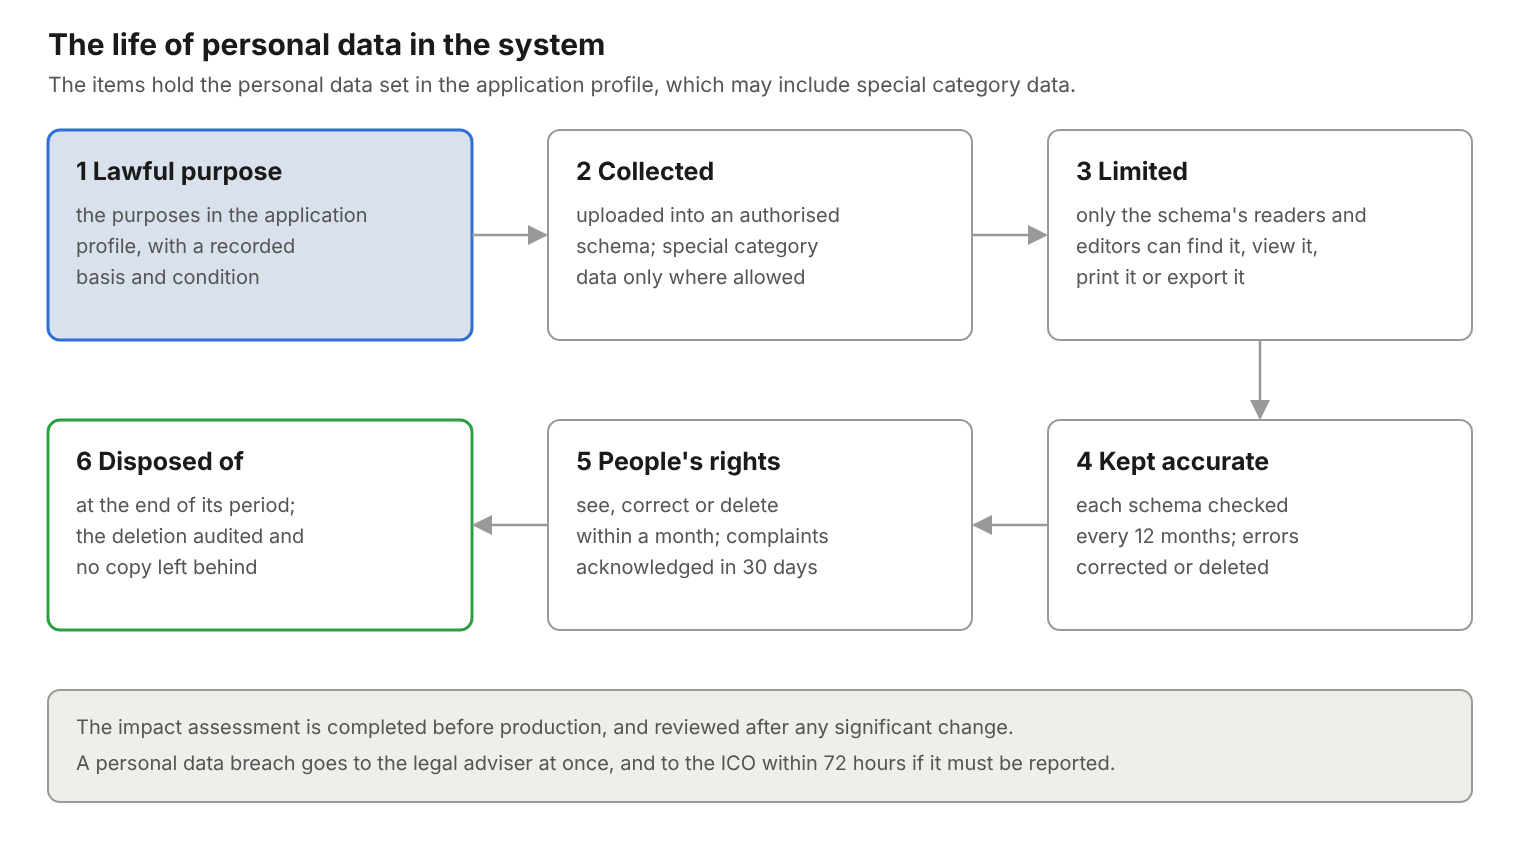 The life of personal data in the system
The items hold the personal data set in the application profile, which may include special category data.
1 Lawful purpose
the purposes in the application
profile, with a recorded
basis and condition
2 Collected
uploaded into an authorised
schema; special category
data only where allowed
3 Limited
only the schema's readers and
editors can find it, view it,
print it or export it
4 Kept accurate
each schema checked
every 12 months; errors
corrected or deleted
5 People's rights
see, correct or delete
within a month; complaints
acknowledged in 30 days
6 Disposed of
at the end of its period;
the deletion audited and
no copy left behind
The impact assessment is completed before production, and reviewed after any significant change.
A personal data breach goes to the legal adviser at once, and to the ICO within 72 hours if it must be reported.